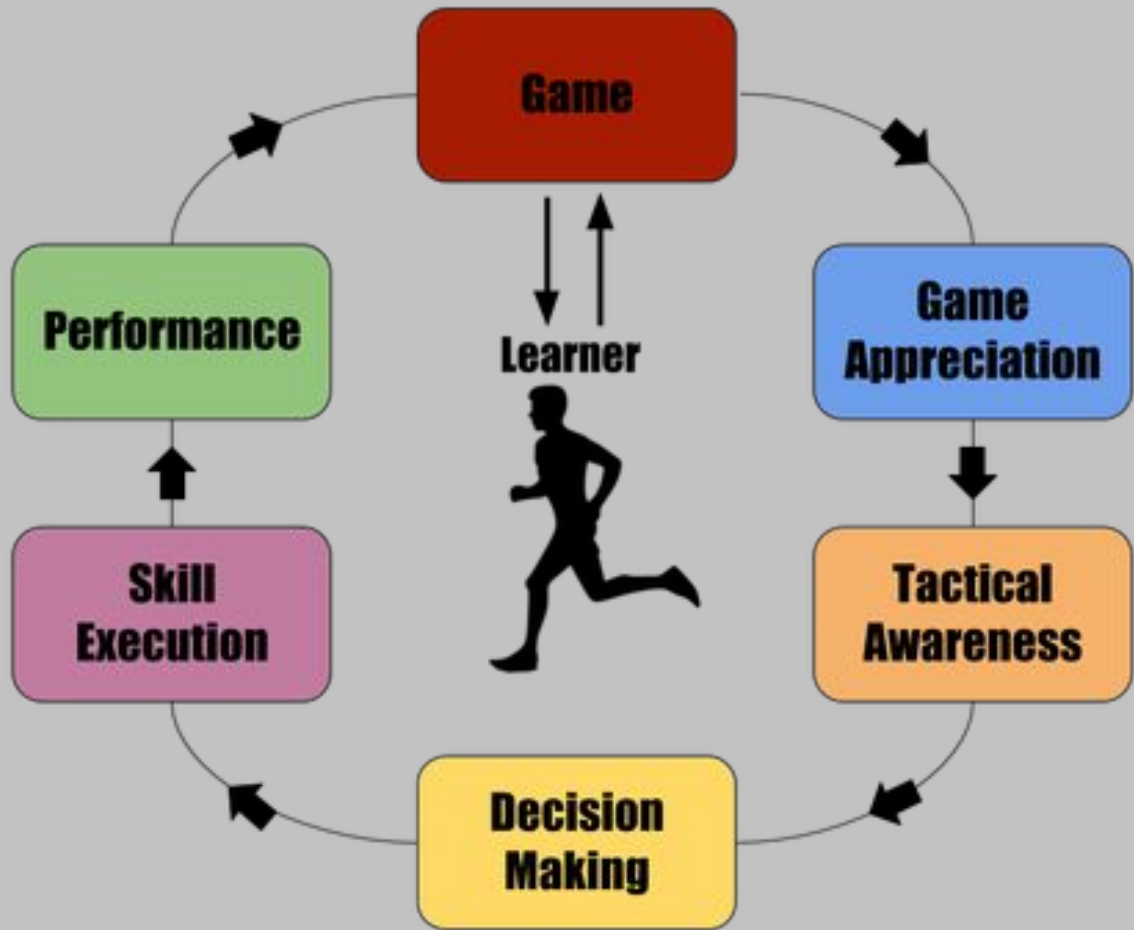 Game
Game
Appreciation
Tactical
Awareness
Decision
Making
Skill
Execution
Performance
Learner